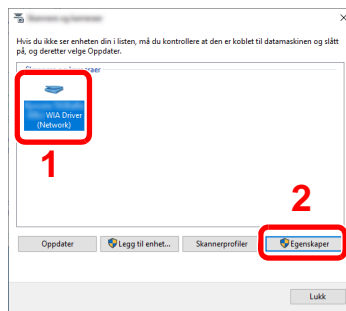 Hvis du ikke ser enheten din i listen, må du kontrollere at den er koblet til datamaskinen og slått
på, og deretter velge Oppdater.
WIA Driver
(Network)
1
2
Oppdater
Legg til enhet...
Skannerprofiler
Egenskaper
Lukk